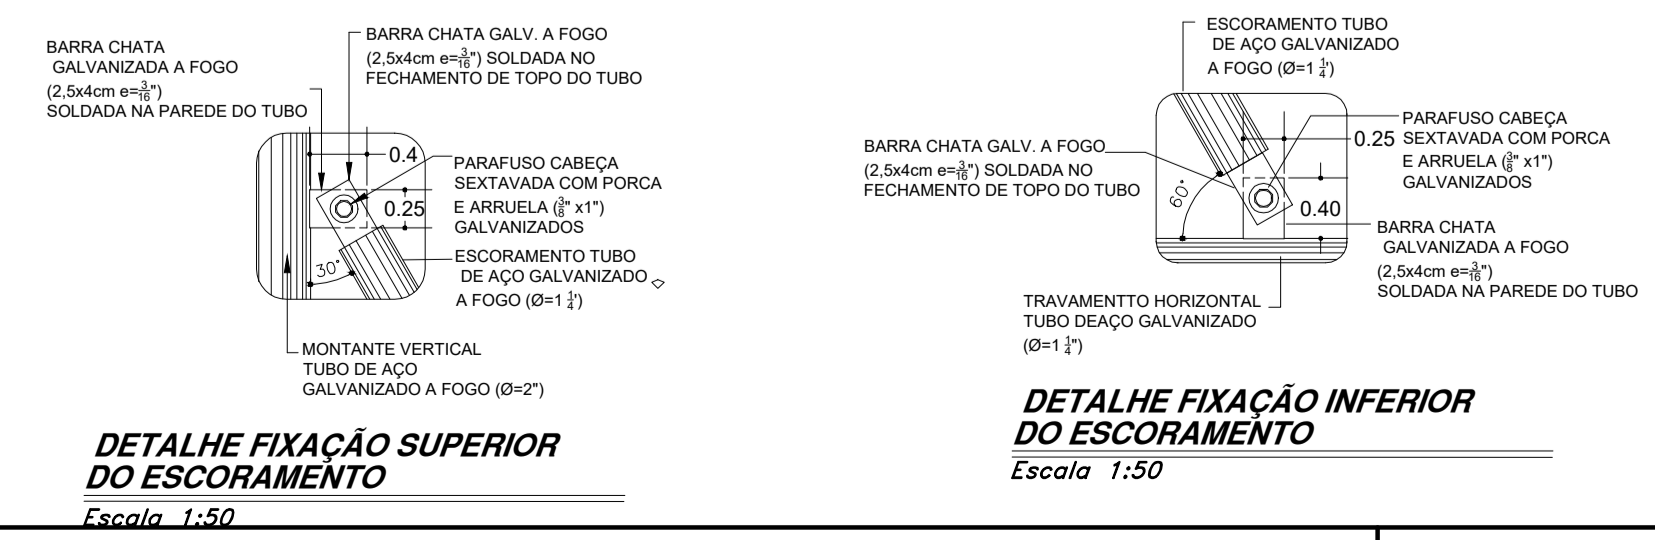 BARRA CHATA
GALVANIZADA A FOGO
(2,5x4cm e=3/16")
SOLDADA NA PAREDE DO TUBO
BARRA CHATA GALV. A FOGO
(2,5x4cm e=3/16") SOLDADA NO
FECHAMENTO DE TOPO DO TUBO
0.4
0.25
30°
PARAFUSO CABEÇA
SEXTAVADA COM PORCA
E ARRUELA (3/8" x1")
GALVANIZADOS
ESCORAMENTO TUBO
DE AÇO GALVANIZADO
A FOGO (Ø=1 1/4')
MONTANTE VERTICAL
TUBO DE AÇO
GALVANIZADO A FOGO (Ø=2")
DETALHE FIXAÇÃO SUPERIOR
DO ESCORAMENTO
Escala 1:50
ESCORAMENTO TUBO
DE AÇO GALVANIZADO
A FOGO (Ø=1 1/4')
BARRA CHATA GALV. A FOGO
(2,5x4cm e=3/16") SOLDADA NO
FECHAMENTO DE TOPO DO TUBO
60°
0.25
0.40
PARAFUSO CABEÇA
SEXTAVADA COM PORCA
E ARRUELA (3/8" x1")
GALVANIZADOS
BARRA CHATA
GALVANIZADA A FOGO
(2,5x4cm e=3/16")
SOLDADA NA PAREDE DO TUBO
TRAVAMENTTO HORIZONTAL
TUBO DEAÇO GALVANIZADO
(Ø=1 1/4")
DETALHE FIXAÇÃO INFERIOR
DO ESCORAMENTO
Escala 1:50